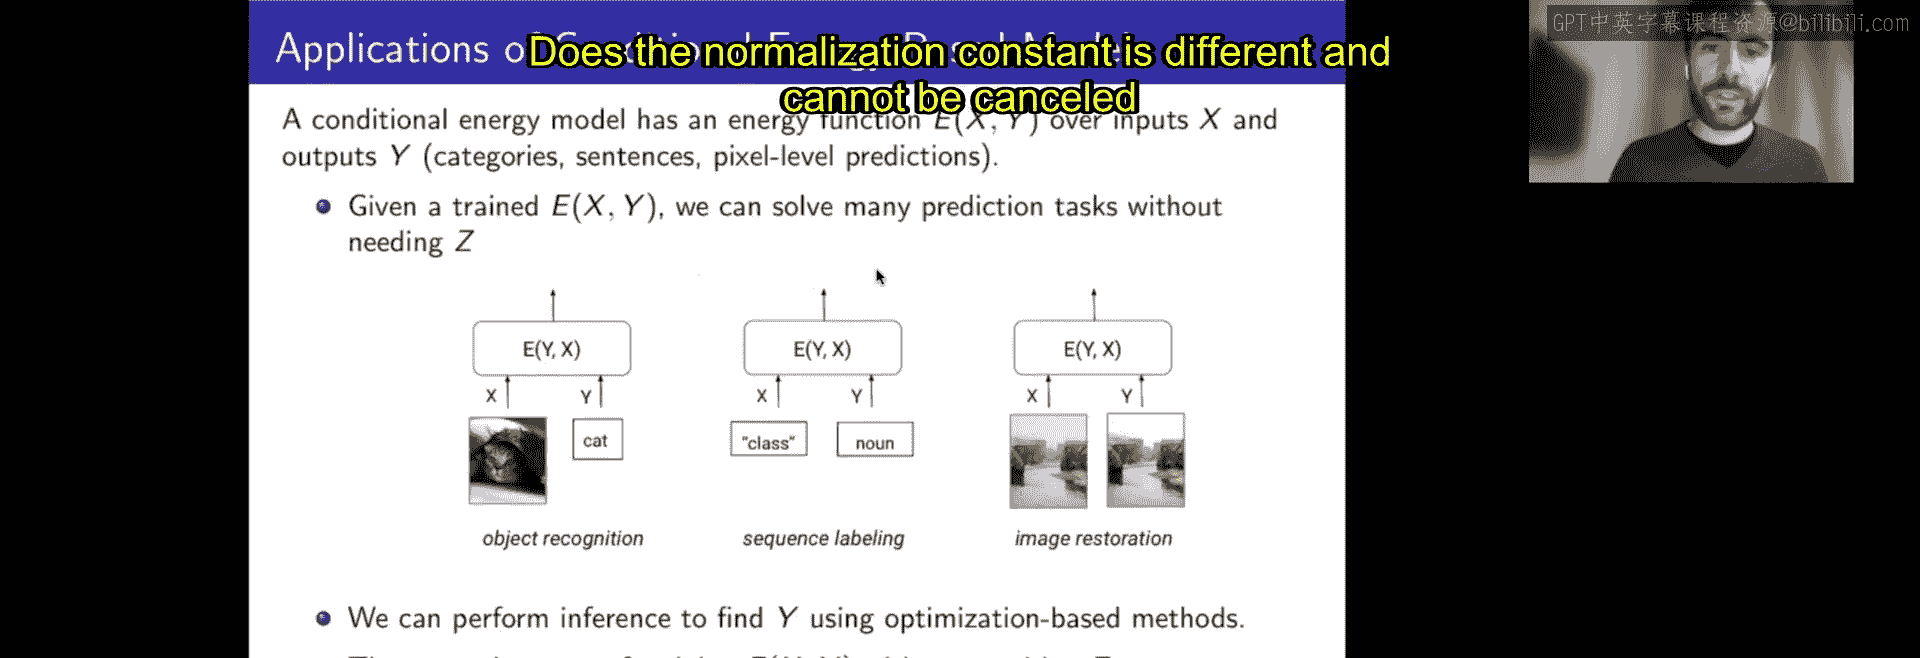 GPT中英字幕课程资源@bilibili.com
Applications of
Does the normalization constant is different and
cannot be canceled
A conditional energy model has an energy function E(X, Y) over inputs X and
outputs Y (categories, sentences, pixel-level predictions).
Given a trained E(X, Y), we can solve many prediction tasks without
needing Z
E(Y, X) E(Y, X) E(Y, X)
X Y X Y X Y
cat "class" noun
object recognition sequence labeling image restoration
We can perform inference to find Y using optimization-based methods.